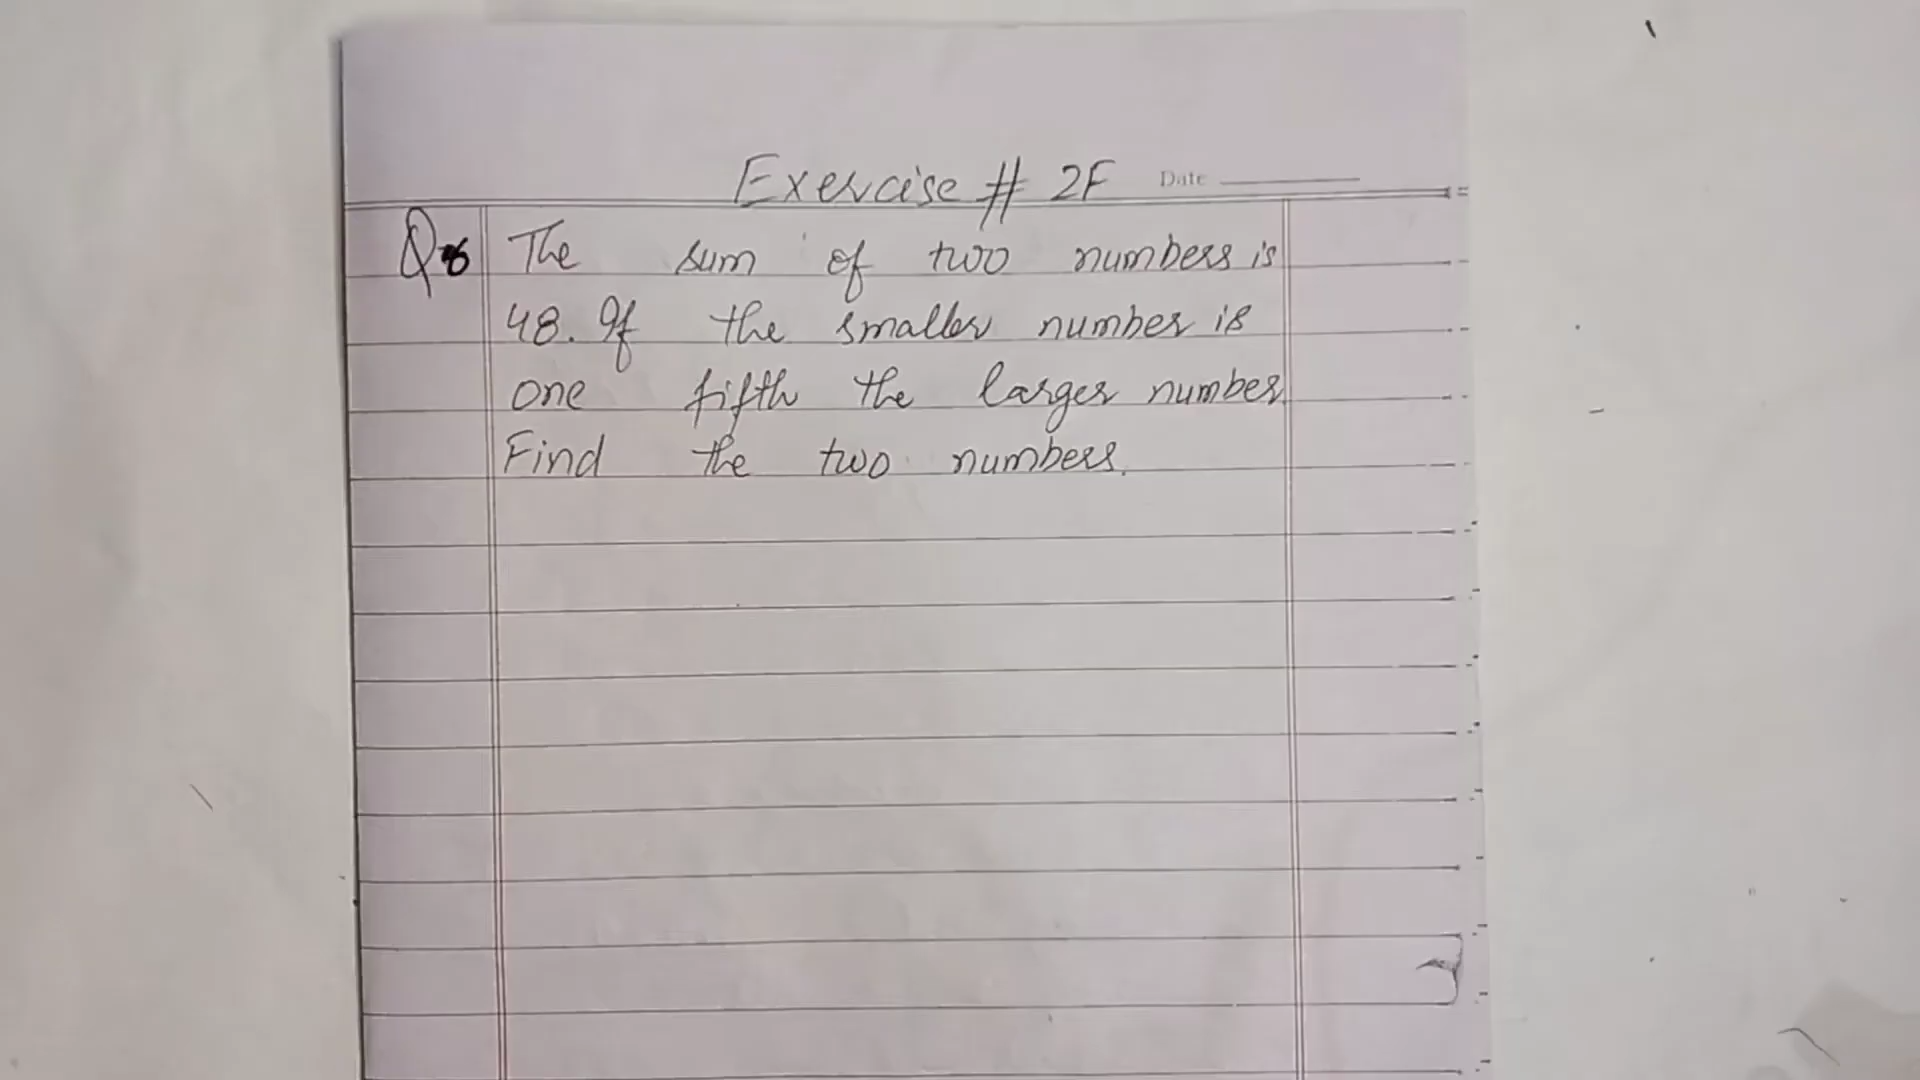 Exercise # 2F
Date
Q8 The sum of two numbers is
48. If the smaller number is
one fifth the larger number
Find the two numbers.